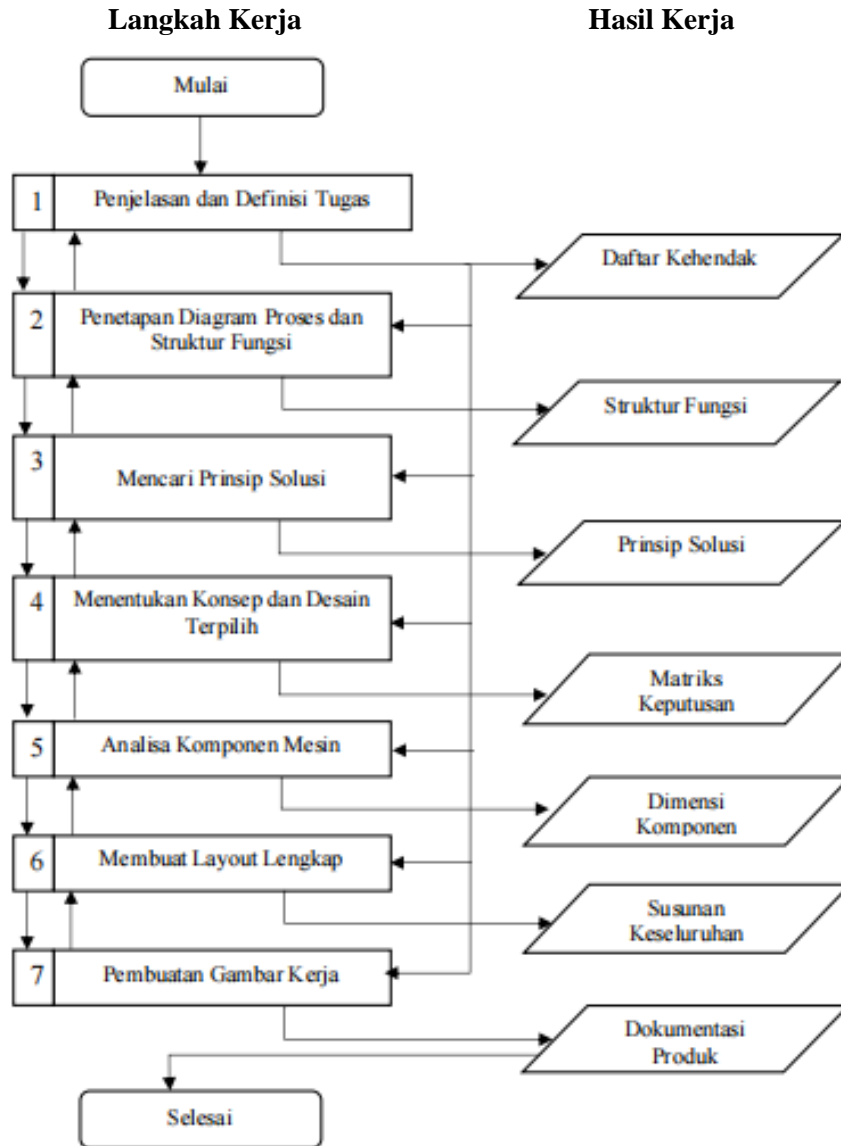 Langkah Kerja
Hasil Kerja
Mulai
1
Penjelasan dan Definisi Tugas
Daftar Kehendak
2
Penetapan Diagram Proses dan
Struktur Fungsi
Struktur Fungsi
3
Mencari Prinsip Solusi
Prinsip Solusi
4
Menentukan Konsep dan Desain
Terpilih
Matriks
Keputusan
5
Analisa Komponen Mesin
Dimensi
Komponen
6
Membuat Layout Lengkap
Susunan
Keseluruhan
7
Pembuatan Gambar Kerja
Dokumentasi
Produk
Selesai